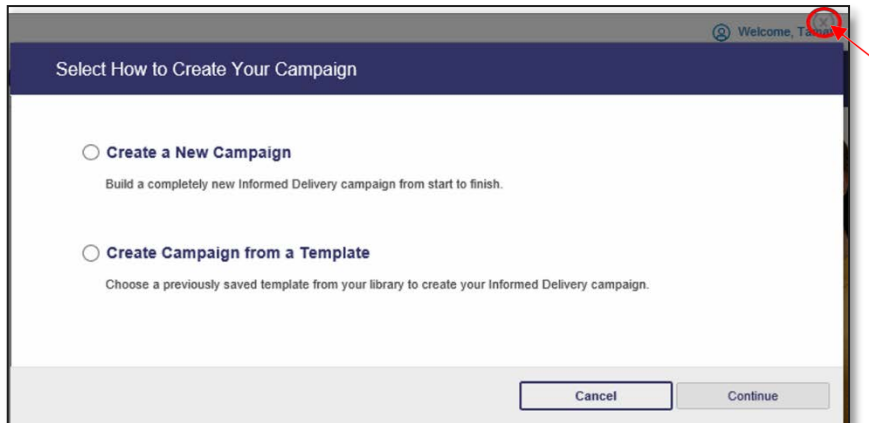 Welcome,
Select How to Create Your Campaign
Create a New Campaign
Build a completely new Informed Delivery campaign from start to finish.
Create Campaign from a Template
Choose a previously saved template from your library to create your Informed Delivery campaign.
Cancel
Continue